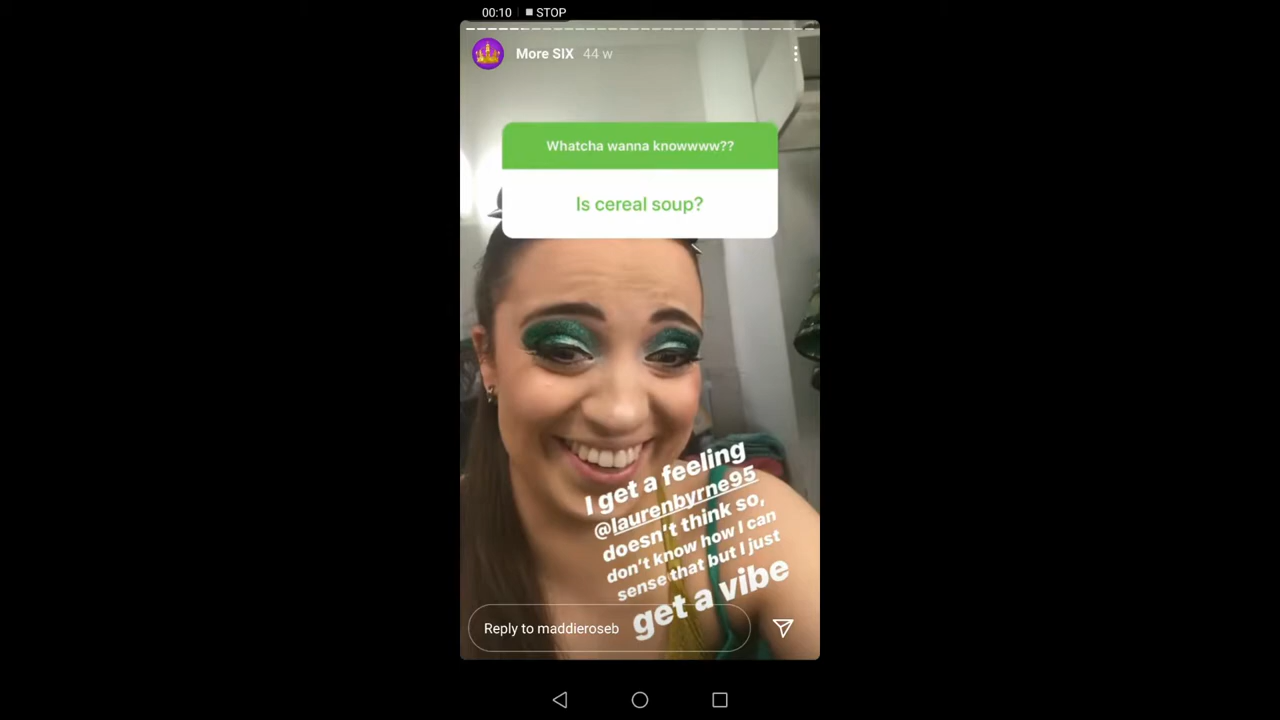 00:10 STOP
More SIX 44 w
Whatcha wanna knowwww??
Is cereal soup?
I get a feeling
@laurenbyrne95
doesn't think so,
don't know how I can
sense that but I just
get a vibe
Reply to maddieroseb